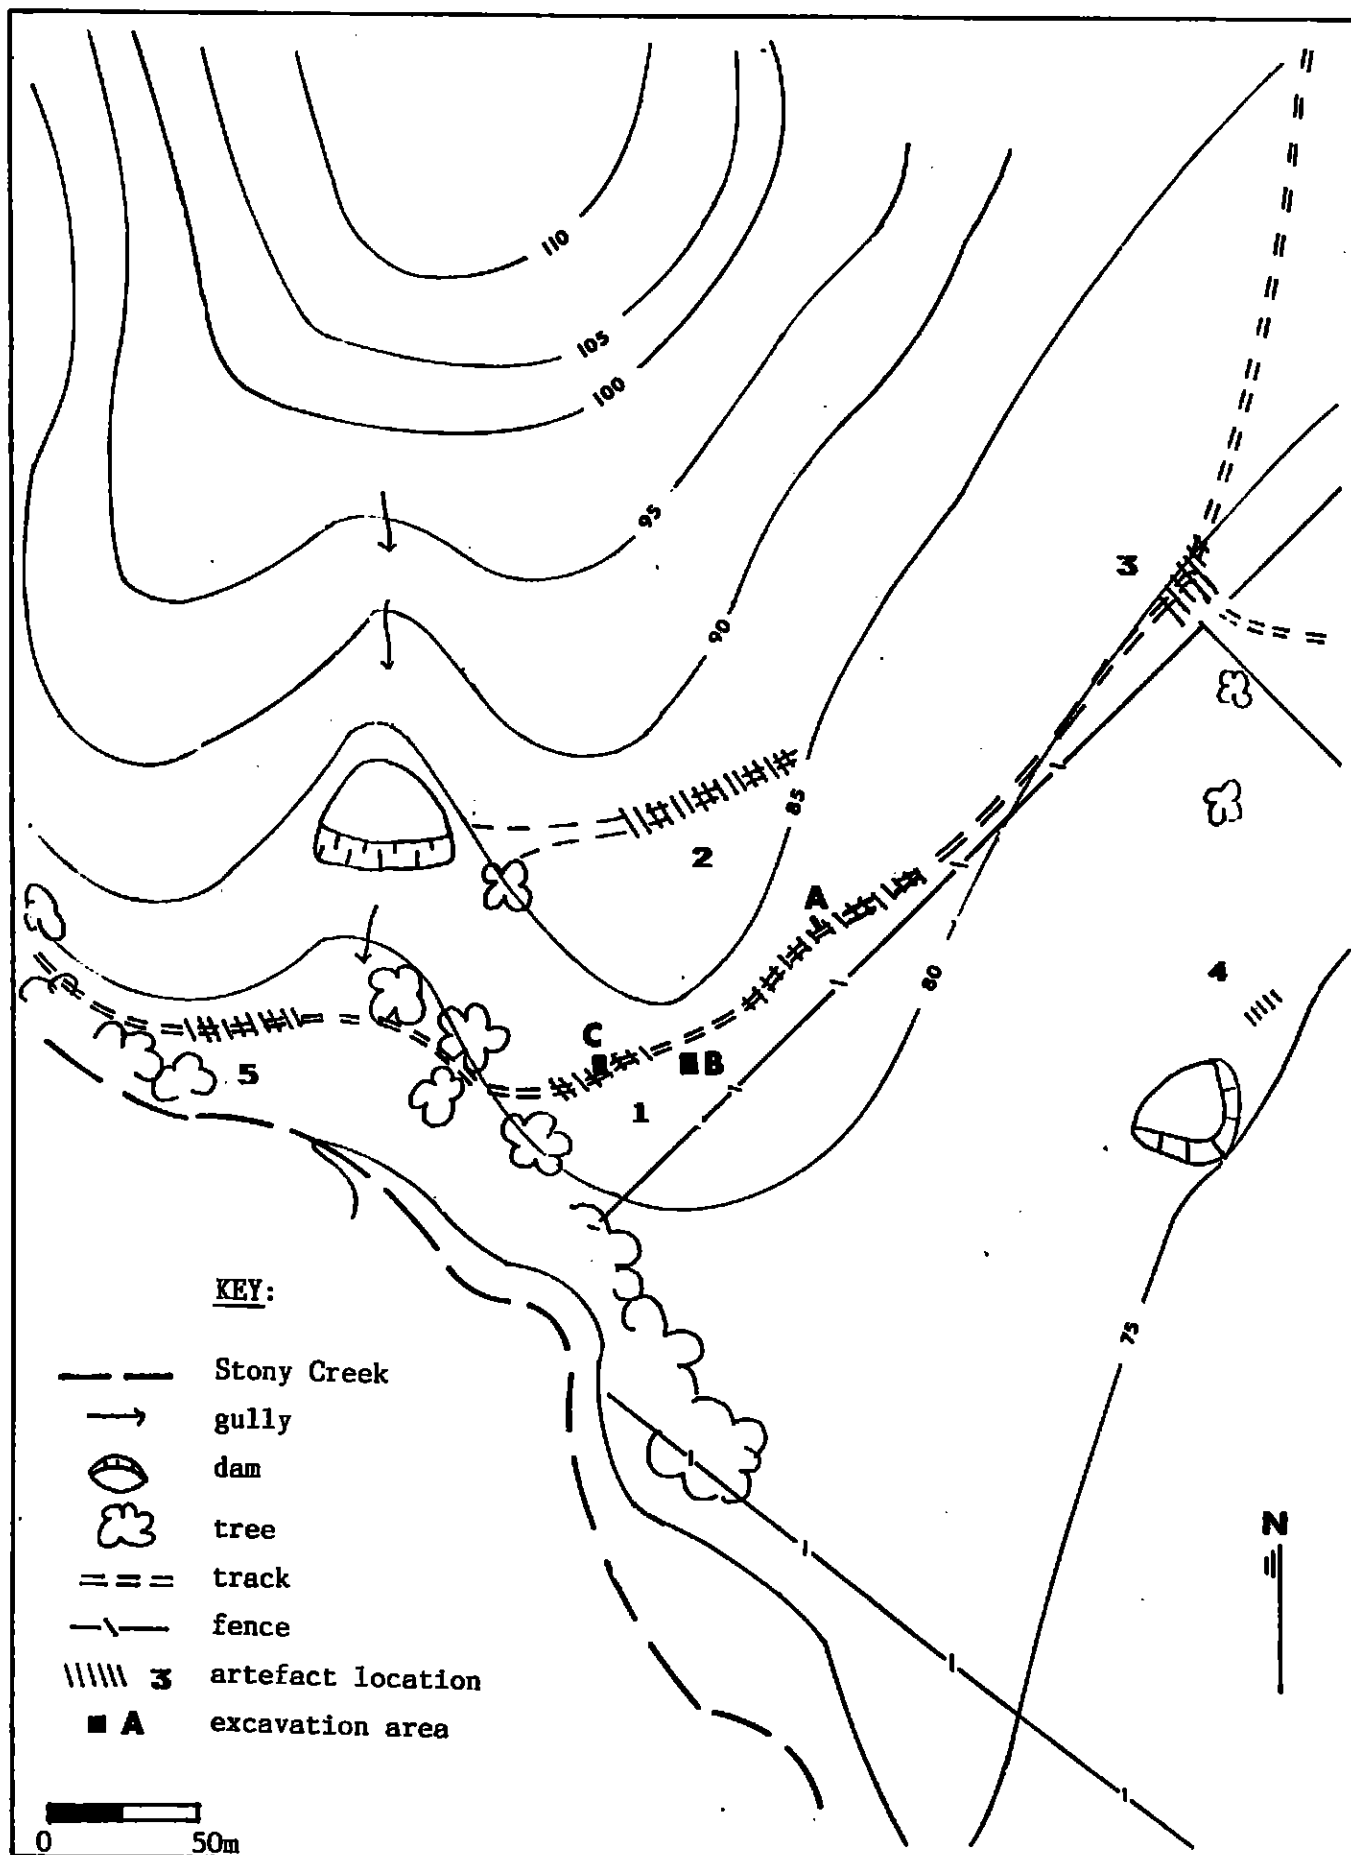 110
105
100
95
90
85
80
75
3
2
A
4
C
B
5
1
KEY:
Stony Creek
gully
dam
tree
track
fence
3 artefact location
A excavation area
N
0 50m